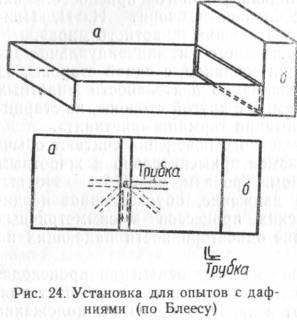 а
б
а
Трубка
б
Трубка
Рис. 24. Установка для опытов с даф-
ниями (по Блеесу)